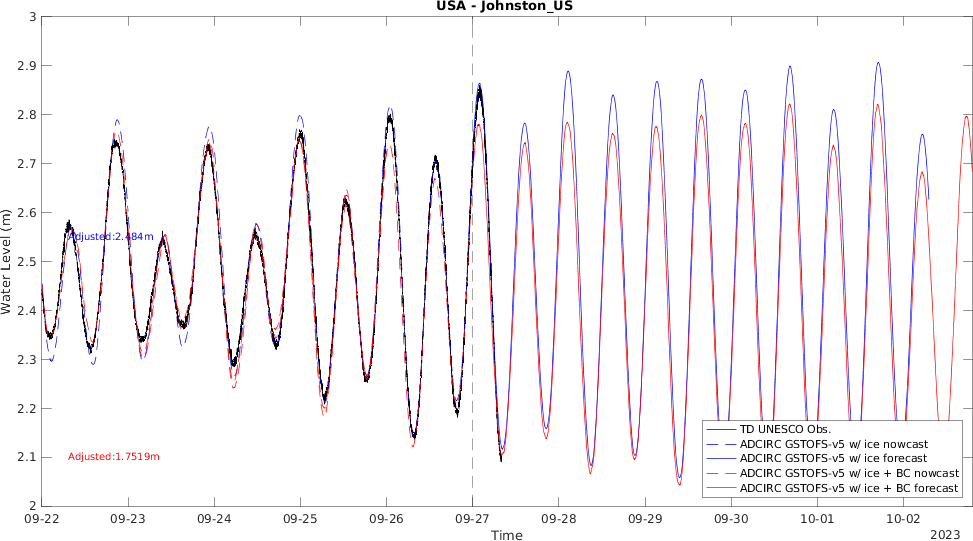 USA - Johnston_US
3
2.9
2.8
2.7
2.6
2.5
2.4
2.3
2.2
2.1
2
Water Level (m)
Adjusted:2.484m
Adjusted:1.7519m
TD UNESCO Obs.
ADCIRC GSTOFS-v5 w/ ice nowcast
ADCIRC GSTOFS-v5 w/ ice forecast
ADCIRC GSTOFS-v5 w/ ice + BC nowcast
ADCIRC GSTOFS-v5 w/ ice + BC forecast
09-22 09-23 09-24 09-25 09-26 09-27 09-28 09-29 09-30 10-01 10-02
Time
2023